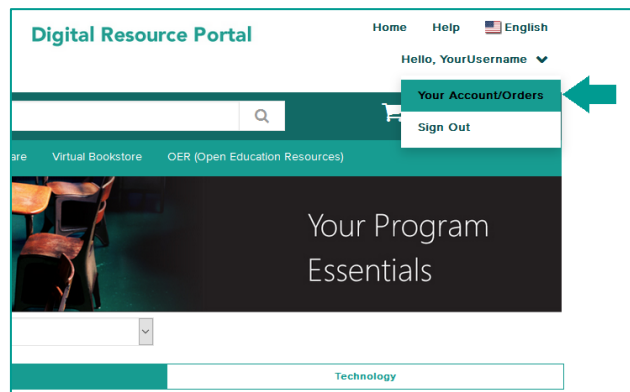 Digital Resource Portal
Home Help English
Hello, YourUsername
Your Account/Orders
Sign Out
are Virtual Bookstore OER (Open Education Resources)
Your Program
Essentials
Technology